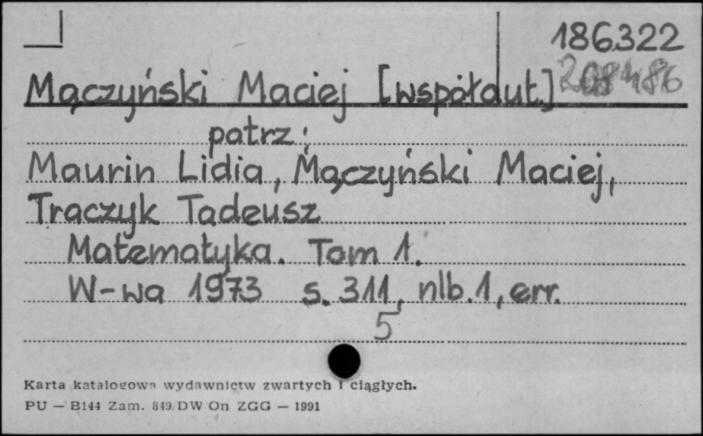 186322
Mączyński Maciej [współaut.]
patrz:
Maurin Lidia, Mączyński Maciej,
Traczyk Tadeusz
Matematyka. Tom 1.
W-wa 1973 s. 311, nlb.1, err.
5
Karta katalogowa wydawnictw zwartych i ciągłych.
PU — B144 Zam. 849/DW/On ZGG — 1991